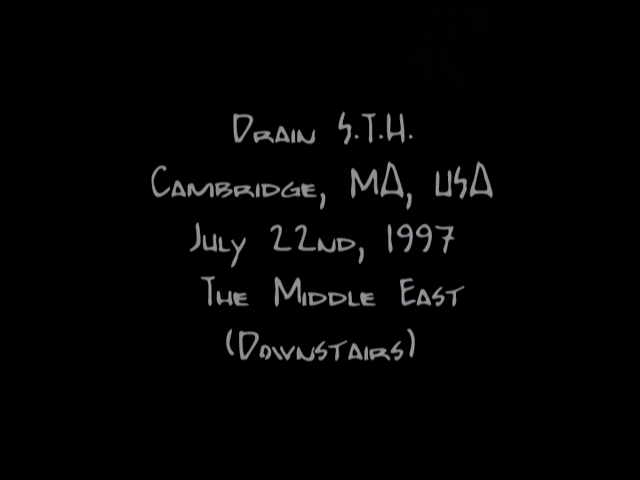 Drain S.T.H.
Cambridge, MA, USA
July 22nd, 1997
The Middle East
(Downstairs)